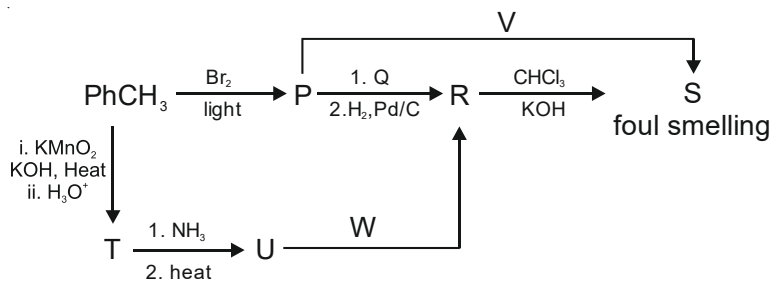 V
PhCH₃ Br₂ light P 1. Q 2.H₂,Pd/C R CHCl₃ KOH S
foul smelling
i. KMnO₂
KOH, Heat
ii. H₃O⁺
T 1. NH₃ 2. heat U W